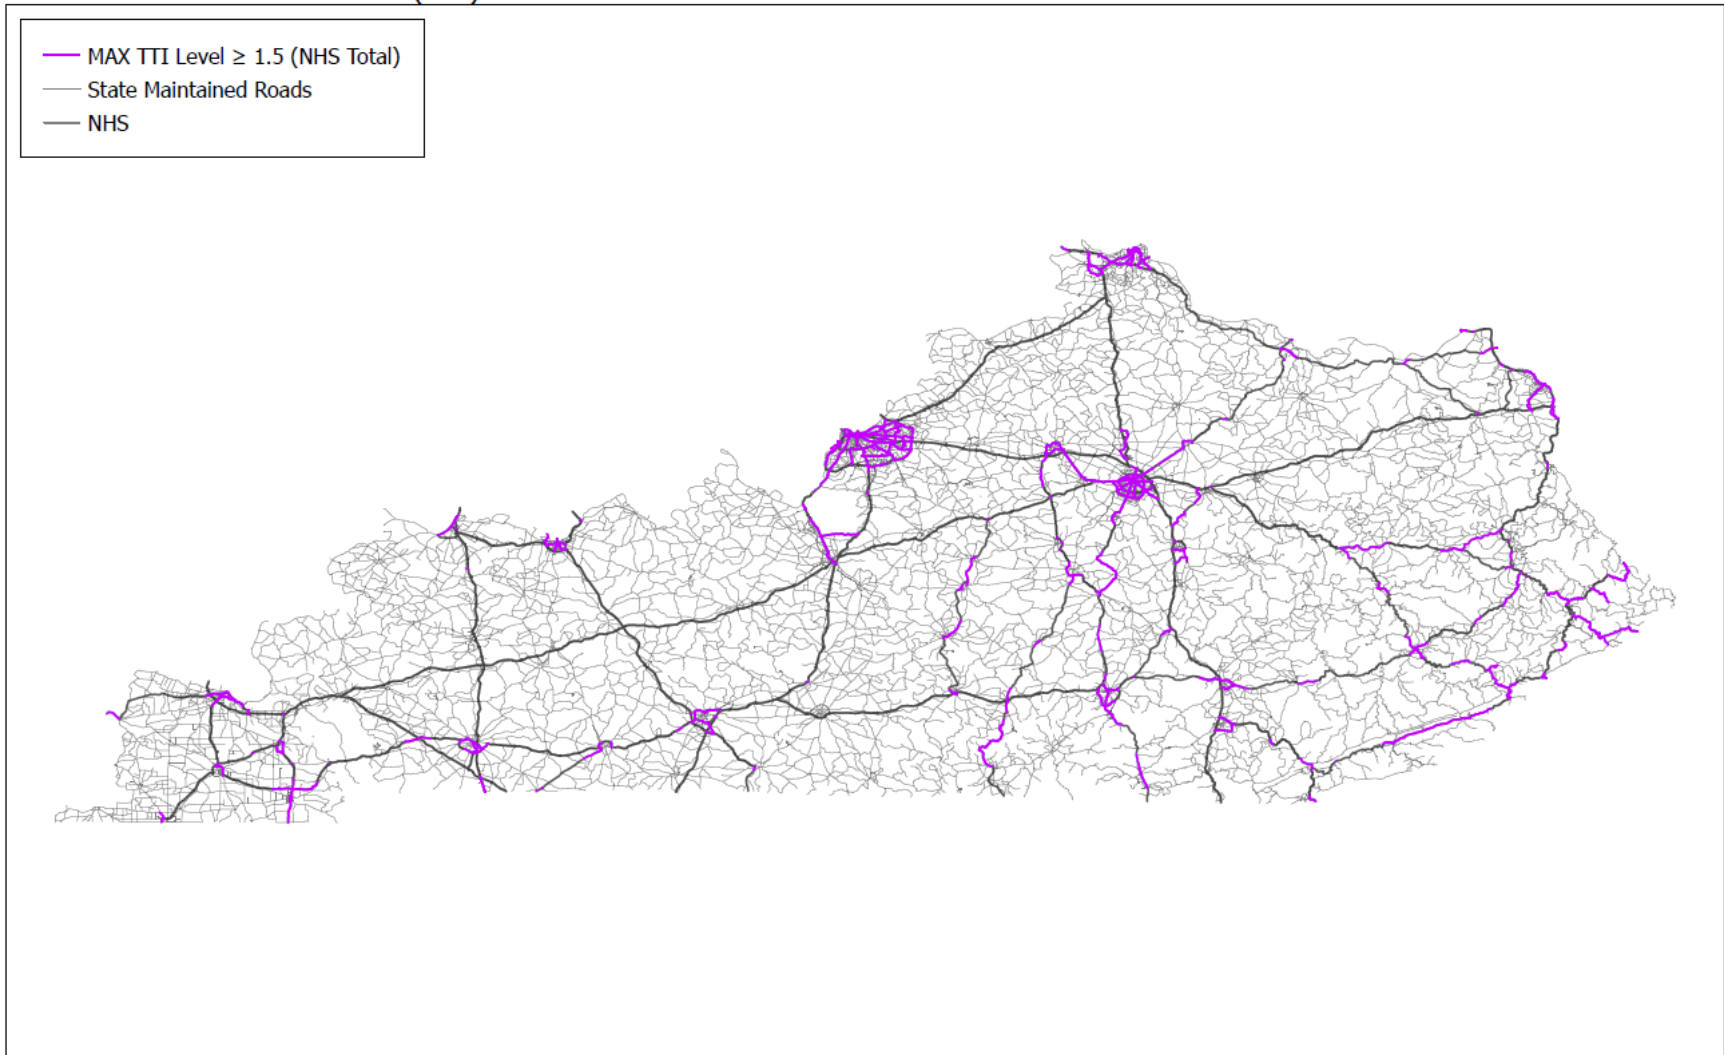 MAX TTI Level ≥ 1.5 (NHS Total)
State Maintained Roads
NHS